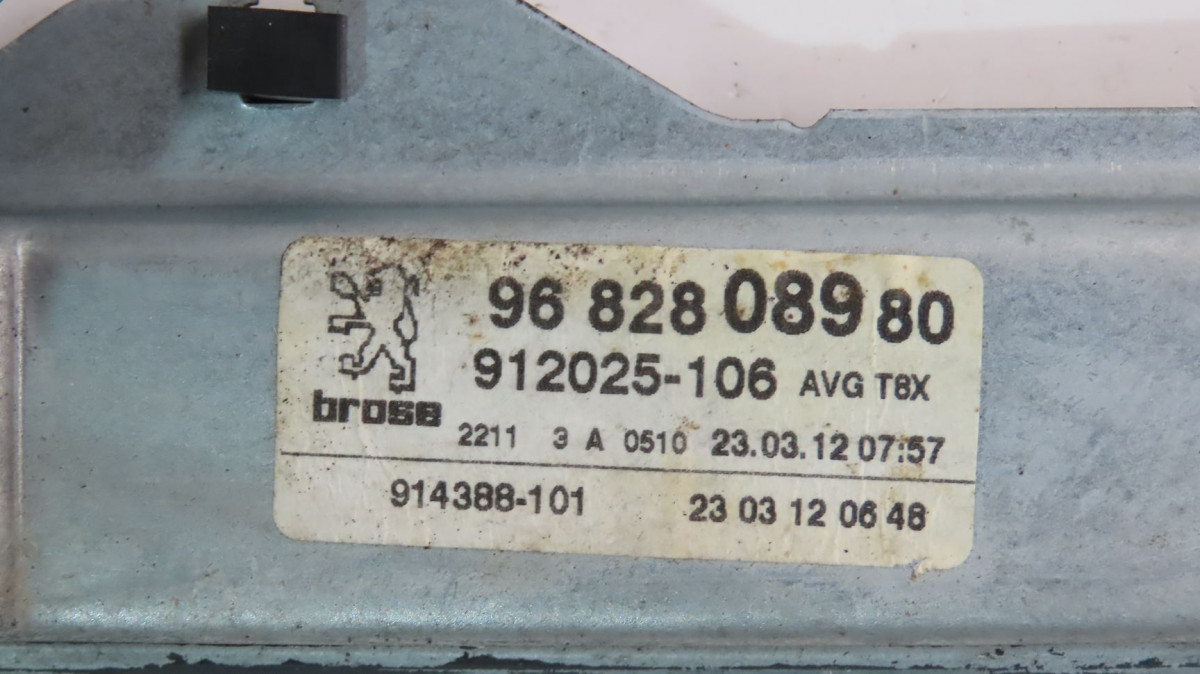 96 828 089 80
912025-106 AVG T8X
brose
2211 3 A 0510 23.03.12 07:57
914388-101 23 03 12 06 48